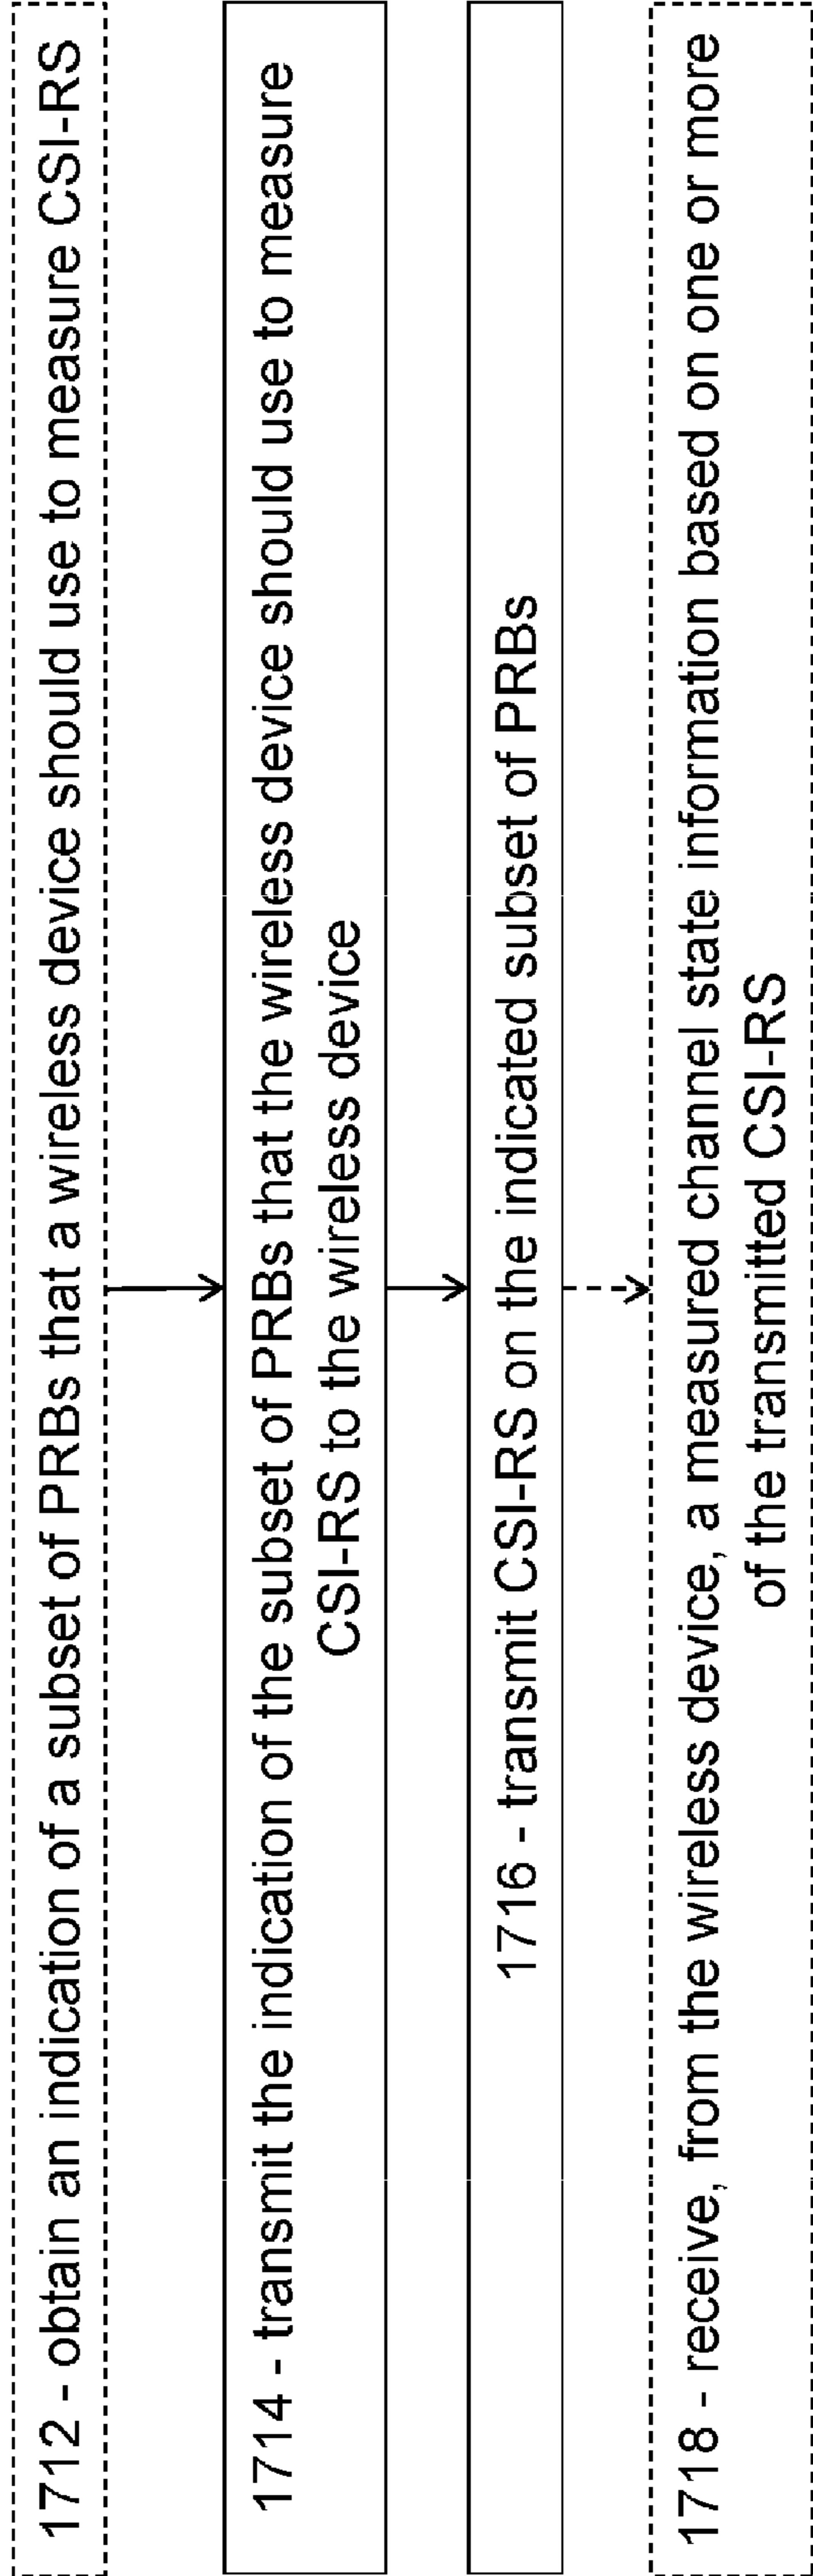 1712 - obtain an indication of a subset of PRBs that a wireless device should use to measure CSI-RS
1714 - transmit the indication of the subset of PRBs that the wireless device should use to measure
CSI-RS to the wireless device
1716 - transmit CSI-RS on the indicated subset of PRBs
1718 - receive, from the wireless device, a measured channel state information based on one or more
of the transmitted CSI-RS